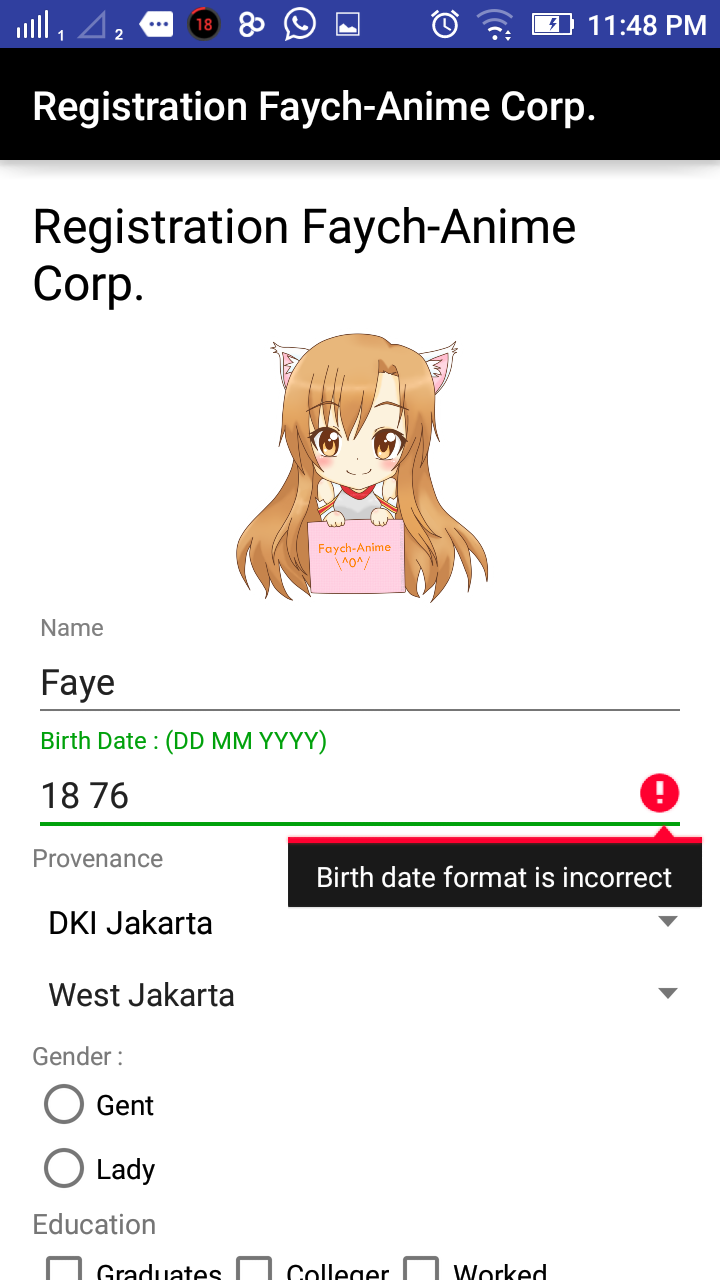 1 2 18 11:48 PM
Registration Faych-Anime Corp.
Registration Faych-Anime
Corp.
Faych-Anime
\^0^/
Name
Faye
Birth Date : (DD MM YYYY)
18 76
Birth date format is incorrect
Provenance
DKI Jakarta
West Jakarta
Gender :
Gent
Lady
Education
Graduates Colleger Worked